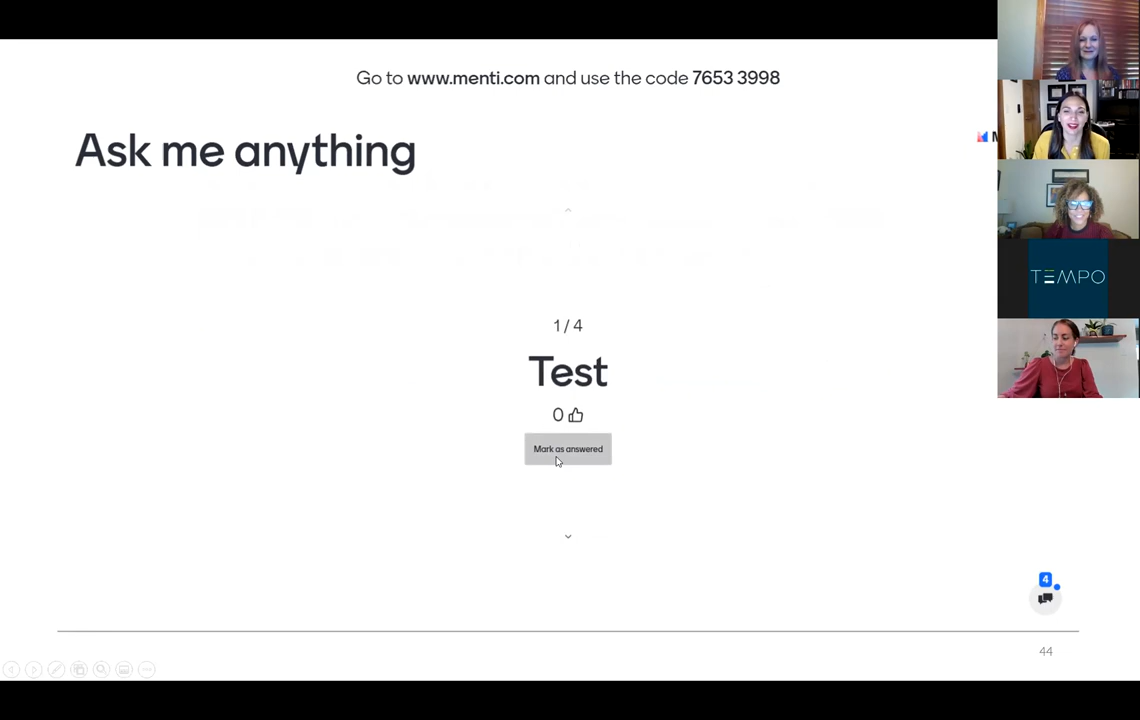 Go to www.menti.com and use the code 7653 3998
Ask me anything
M
TEMPO
1 / 4
Test
0
Mark as answered
4
44